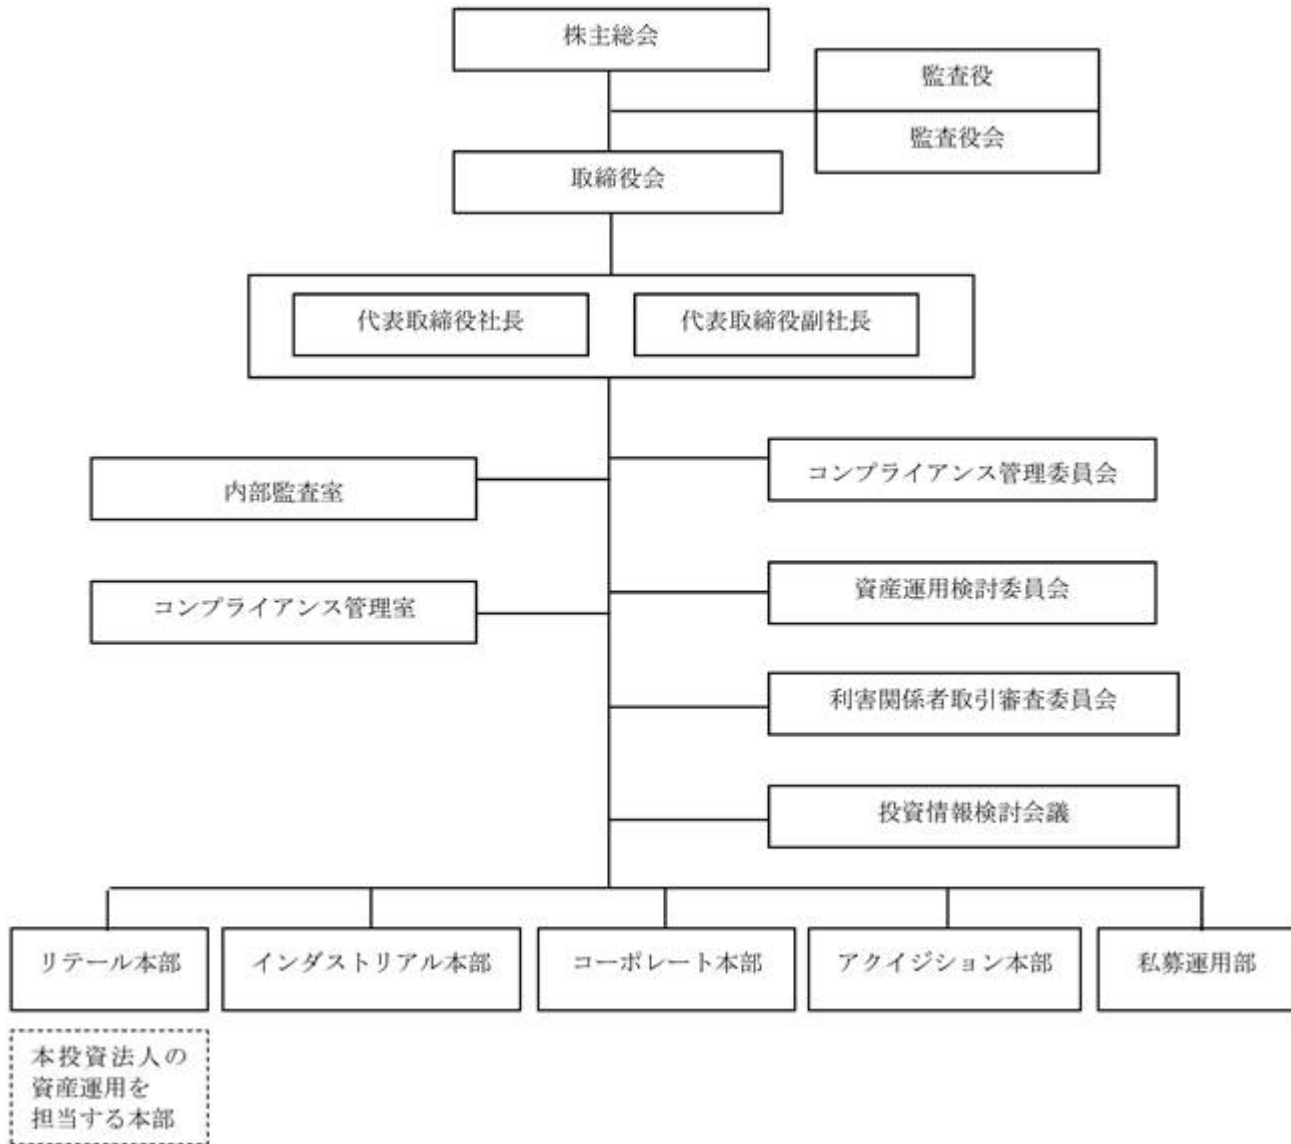 株主総会
監査役
監査役会
取締役会
代表取締役社長
代表取締役副社長
コンプライアンス管理委員会
内部監査室
資産運用検討委員会
コンプライアンス管理室
利害関係者取引審査委員会
投資情報検討会議
リテール本部
インダストリアル本部
コーポレート本部
アクイジション本部
私募運用部
本投資法人の
資産運用を
担当する本部